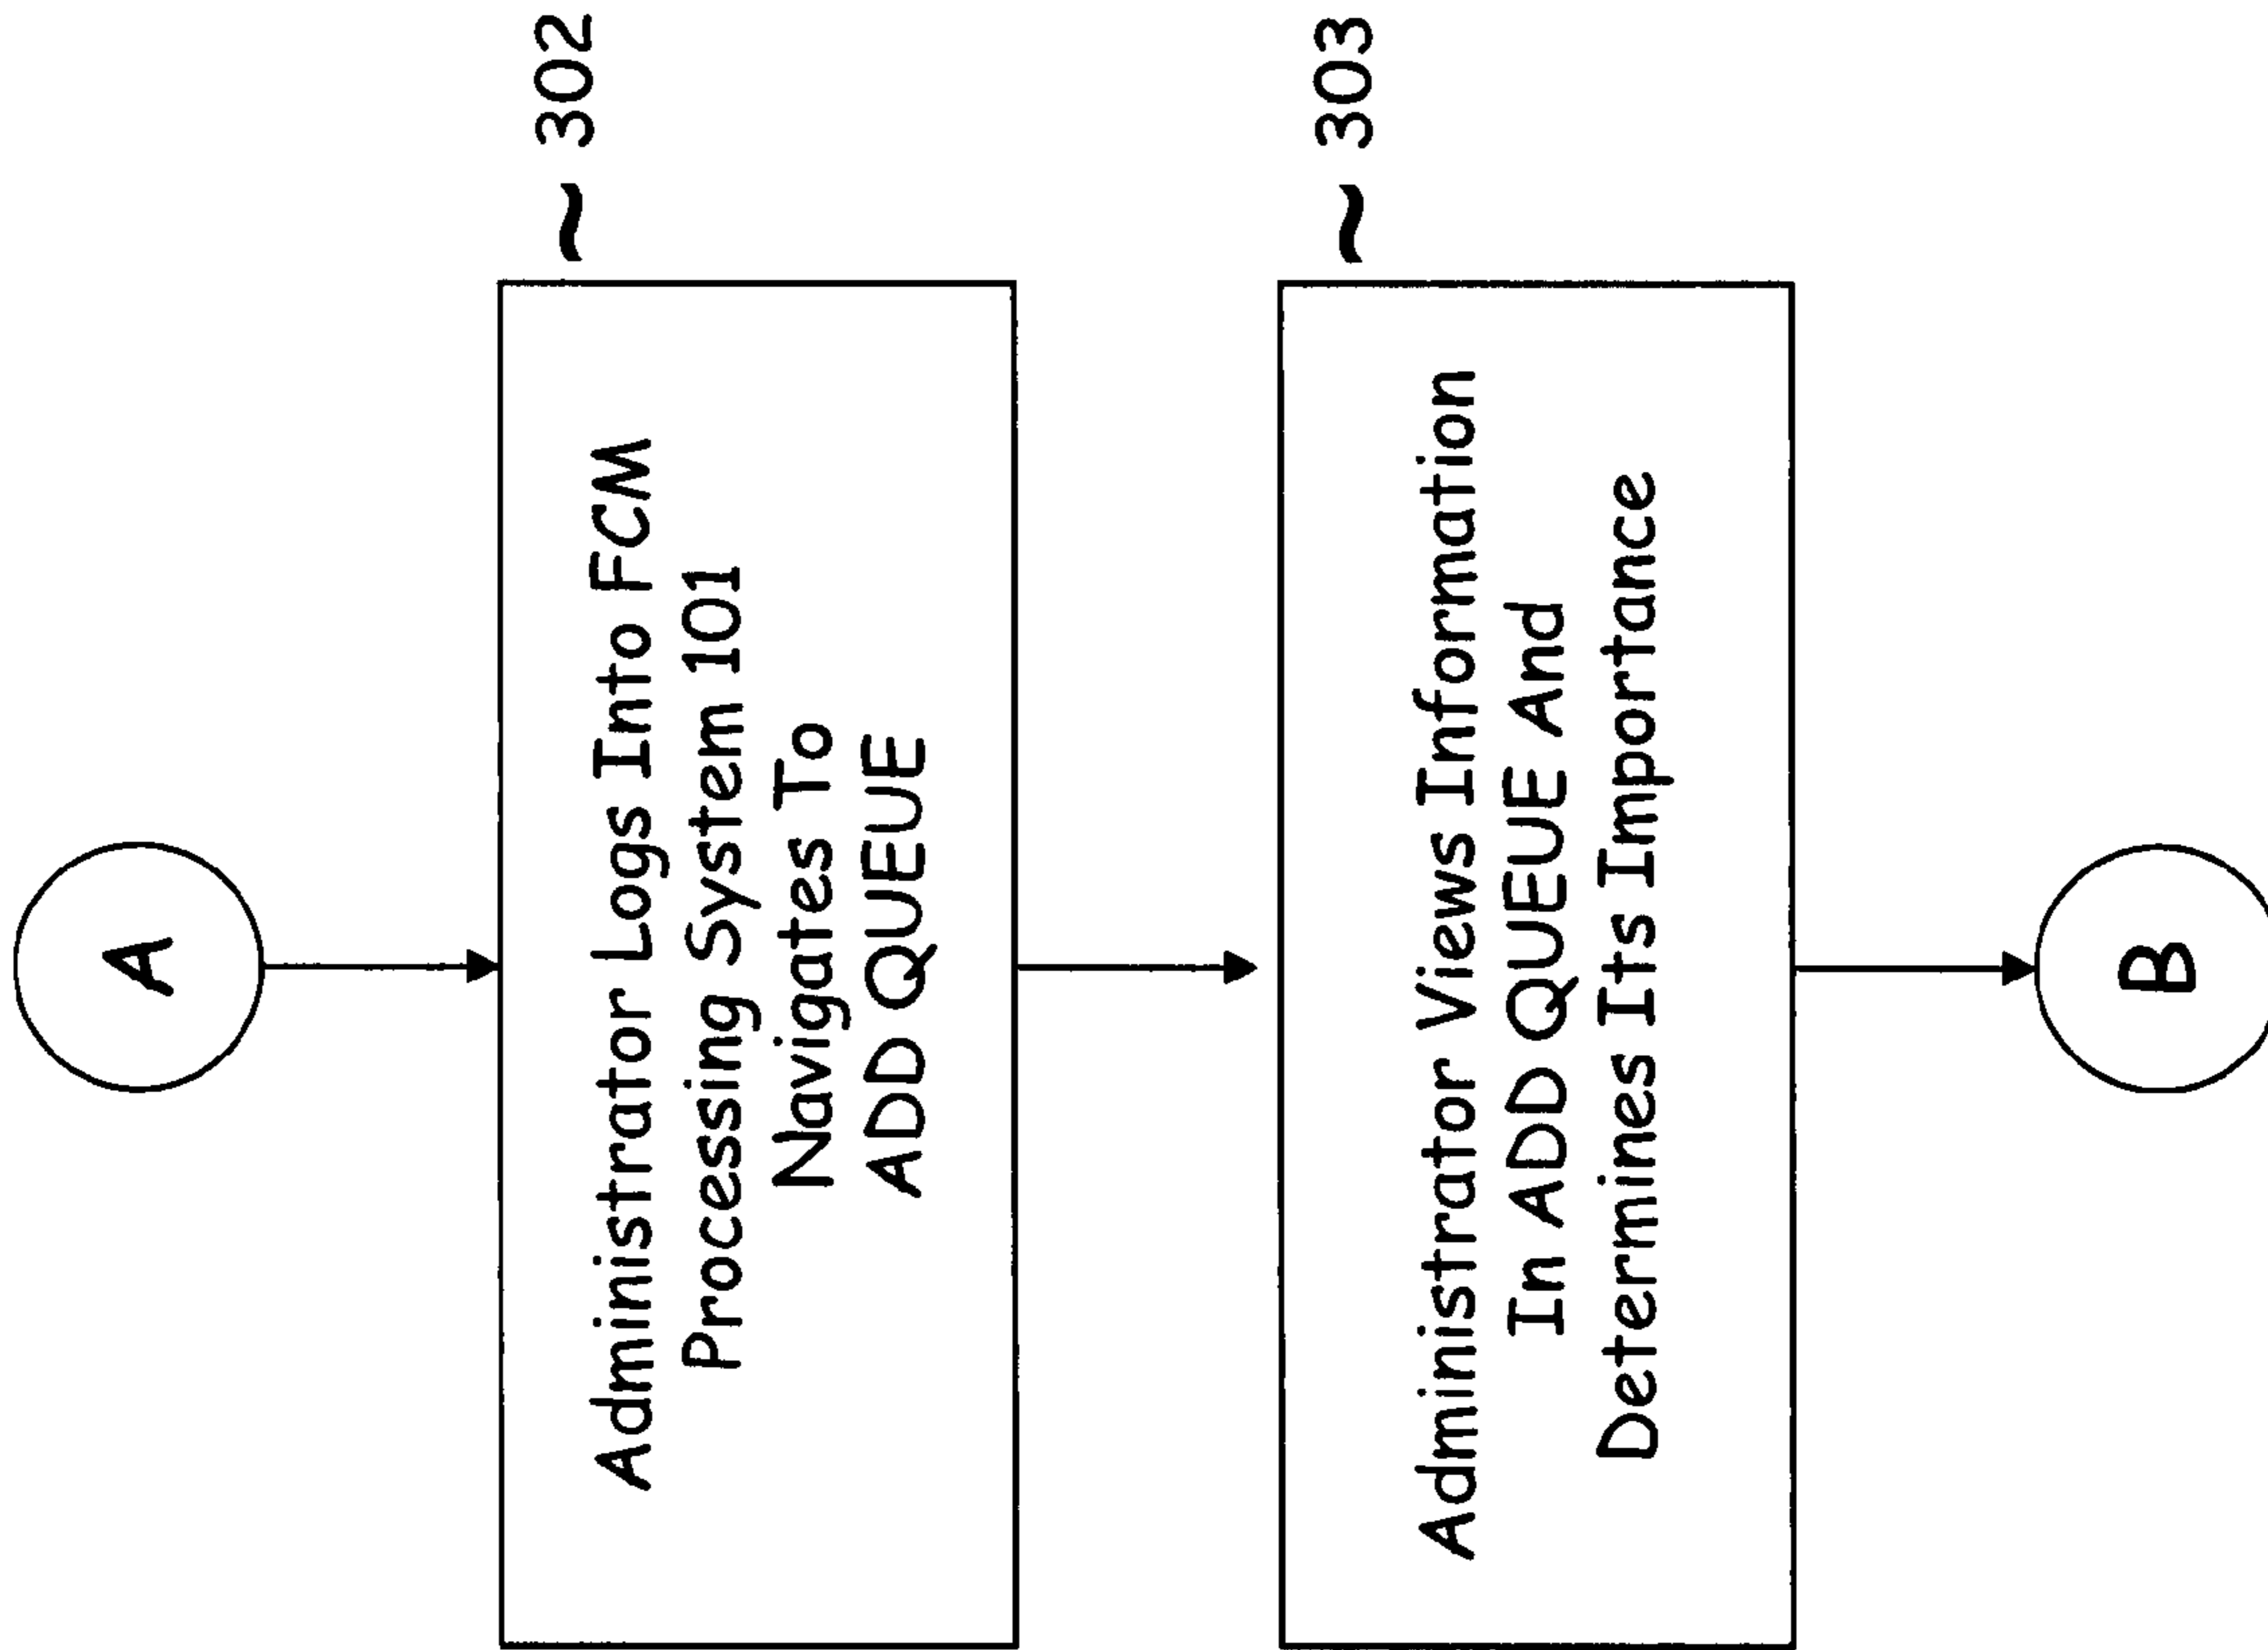 A
Administrator Logs Into FCM
Processing System 101
Navigates To
ADD QUEUE
~ 302
Administrator Views Information
In ADD QUEUE And
Determines Its Importance
~ 303
B